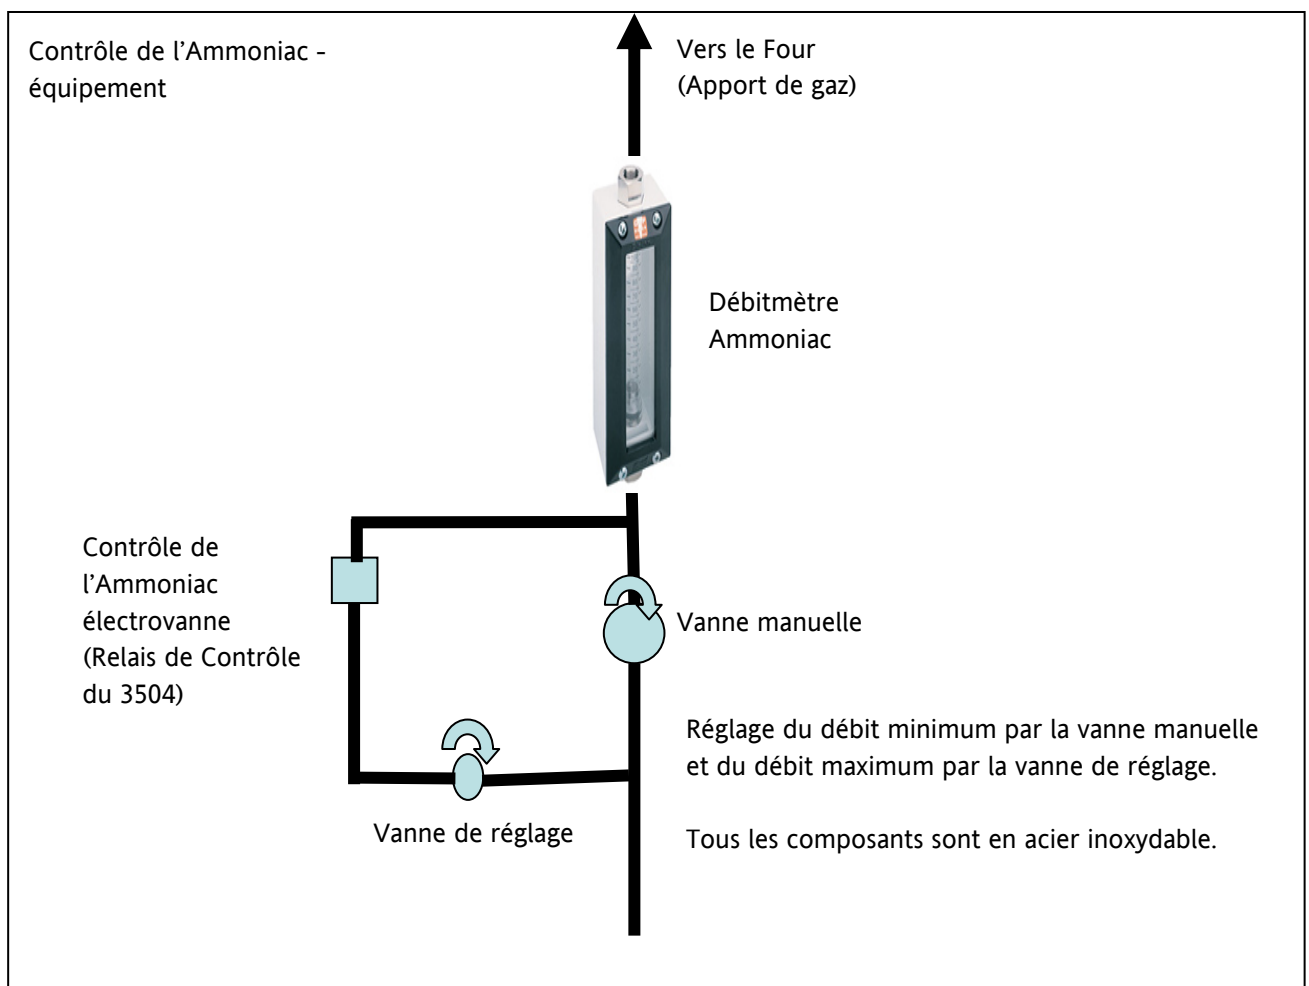 Contrôle de l'Ammoniac -
équipement
Vers le Four
(Apport de gaz)
Débitmètre
Ammoniac
Contrôle de
l'Ammoniac
électrovanne
(Relais de Contrôle
du 3504)
Vanne manuelle
Réglage du débit minimum par la vanne manuelle
et du débit maximum par la vanne de réglage.
Vanne de réglage
Tous les composants sont en acier inoxydable.